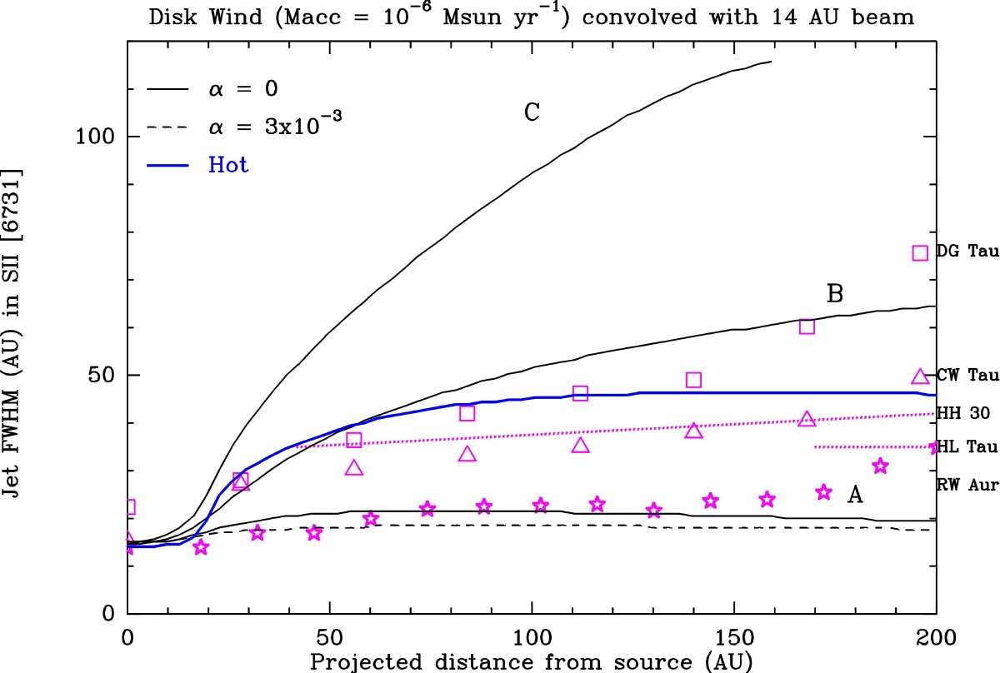 Disk Wind (Macc = 10⁻⁶ Msun yr⁻¹) convolved with 14 AU beam
α = 0
α = 3x10⁻³
Hot
C
B
A
DG Tau
CW Tau
HH 30
HL Tau
RW Aur
100
50
0
0 50 100 150 200
Jet FWHM (AU) in SII [6731]
Projected distance from source (AU)